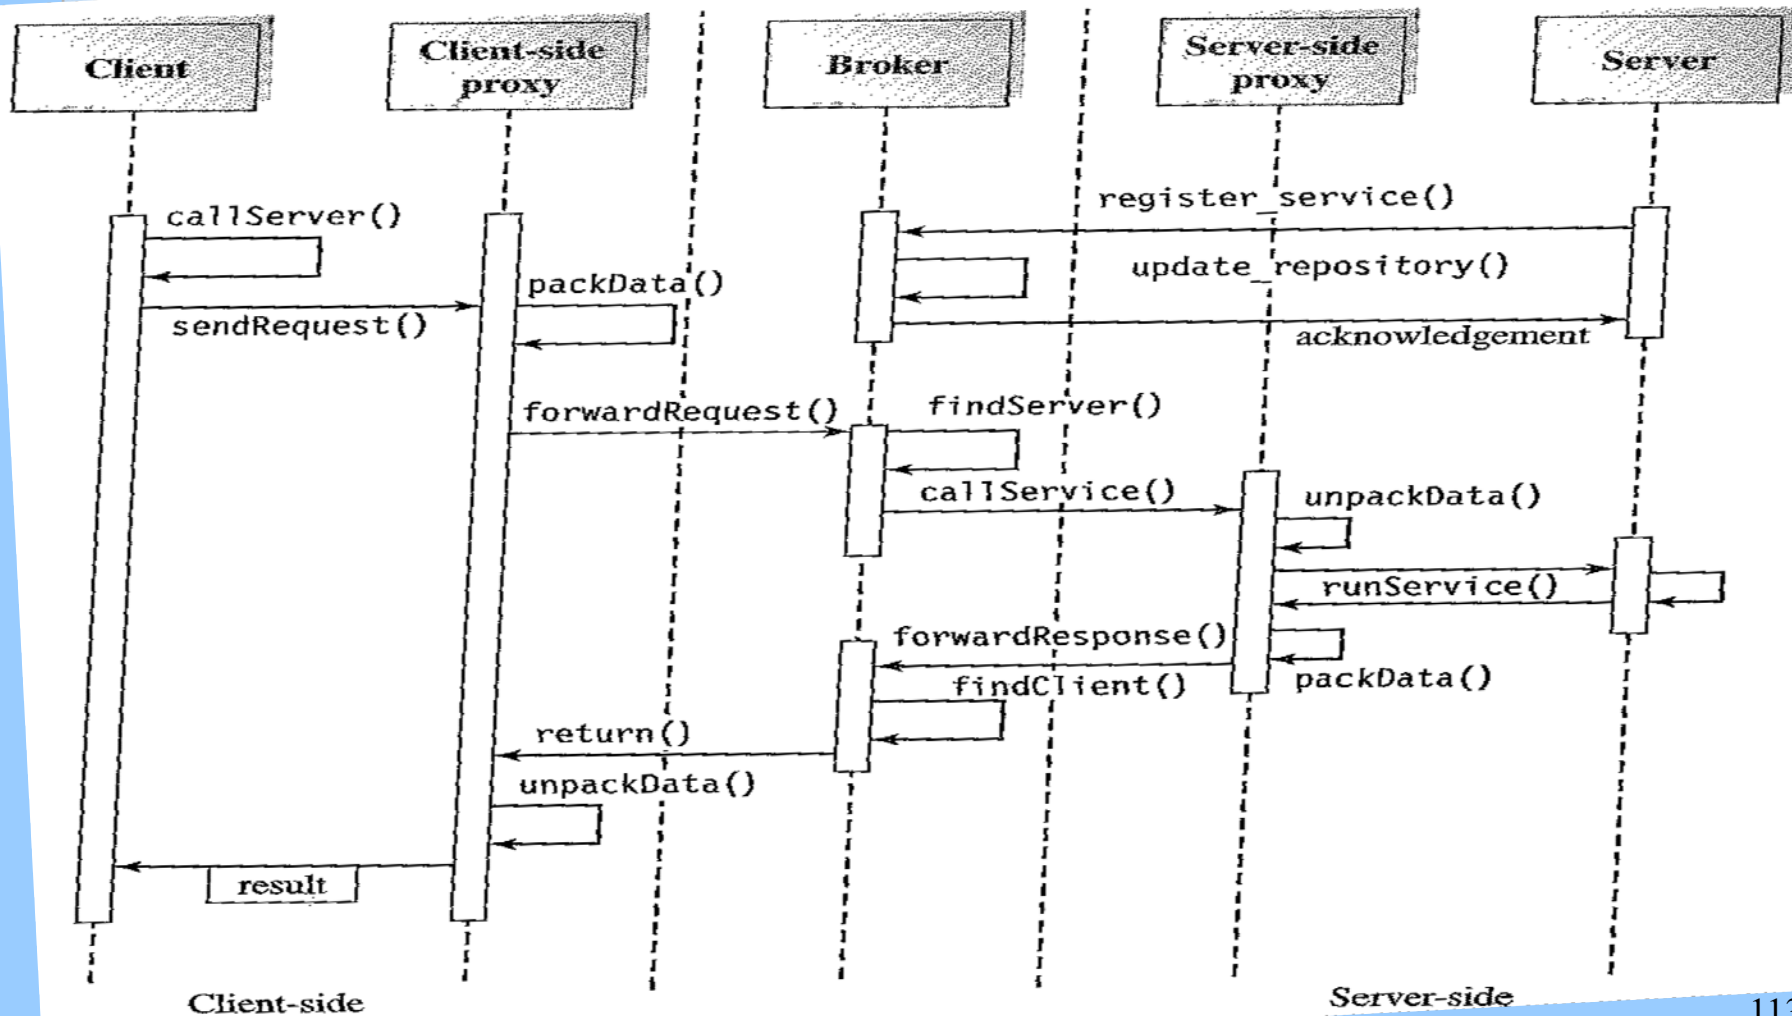 Client
Client-side
proxy
Broker
Server-side
proxy
Server
callServer()
register_service()
packData()
update_repository()
sendRequest()
acknowledgement
forwardRequest()
findServer()
callService()
unpackData()
runService()
forwardResponse()
packData()
findClient()
return()
unpackData()
result
Client-side
Server-side
113